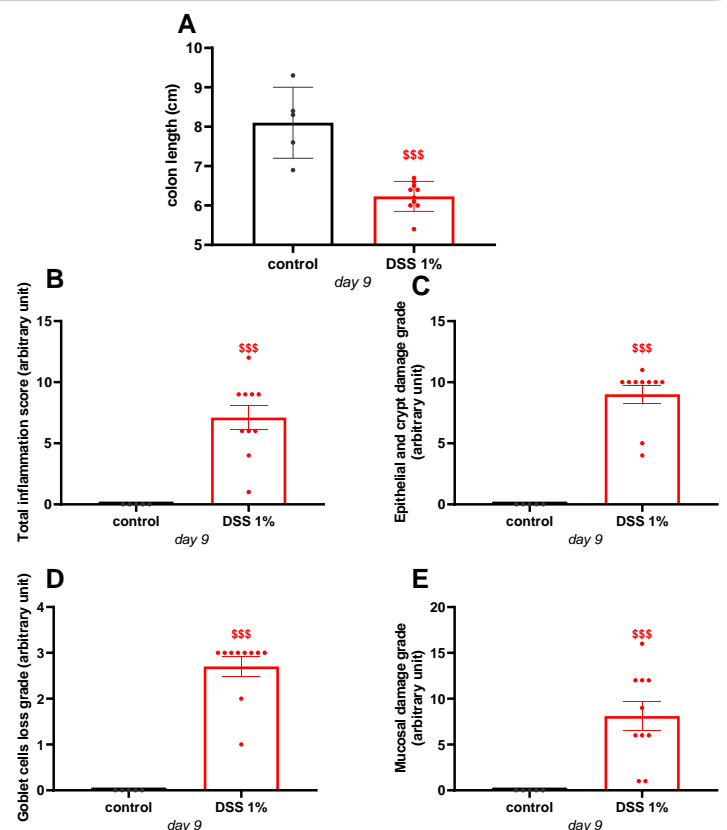 A
colon length (cm)
10
9
8
7
6
5
$$$
control
DSS 1%
day 9
B
Total inflammation score (arbitrary unit)
15
10
5
0
$$$
control
DSS 1%
day 9
C
Epithelial and crypt damage grade
(arbitrary unit)
15
10
5
0
$$$
control
DSS 1%
day 9
D
Goblet cells loss grade (arbitrary unit)
4
3
2
1
0
$$$
control
DSS 1%
day 9
E
Mucosal damage grade
(arbitrary unit)
20
15
10
5
0
$$$
control
DSS 1%
day 9